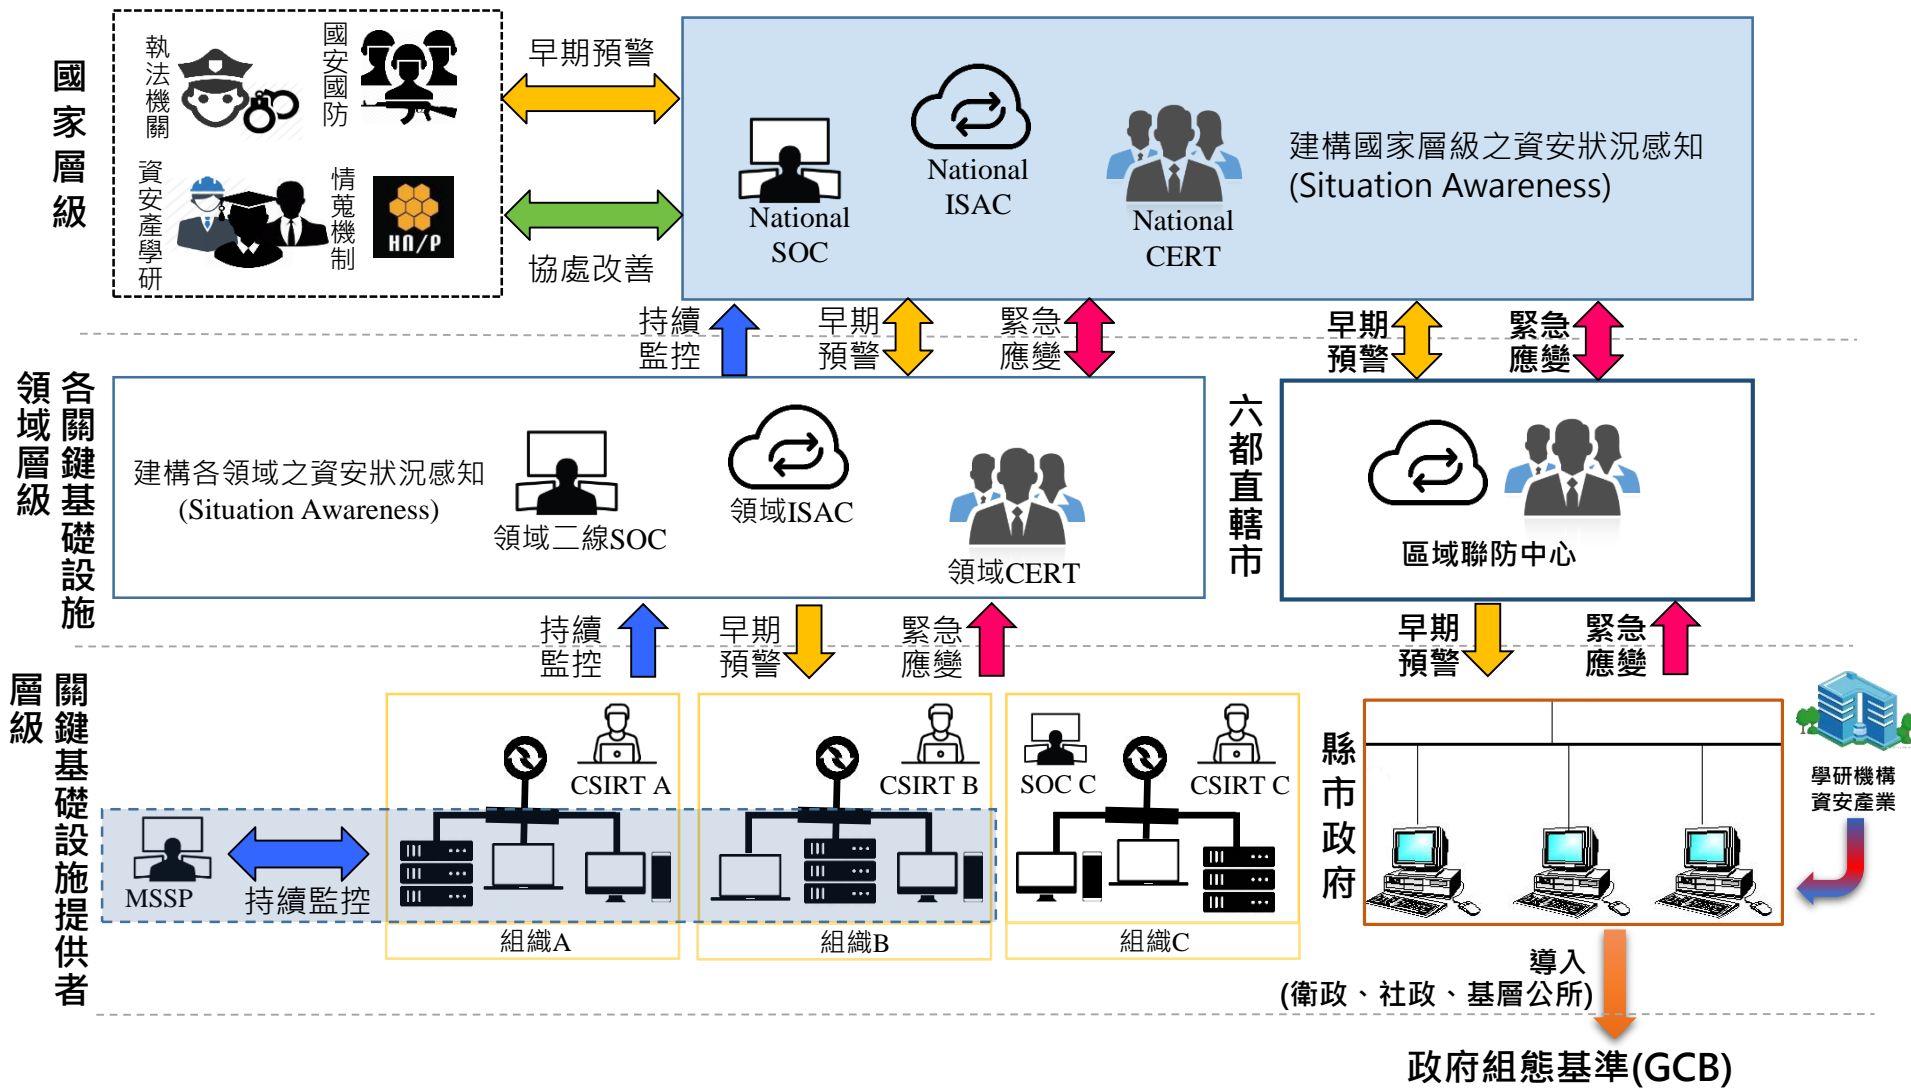 國家層級
執法機關
國安國防
資安產學研
情蒐機制
HN/P
早期預警
協處改善
National
SOC
National
ISAC
National
CERT
建構國家層級之資安狀況感知
(Situation Awareness)
持續
監控
早期
預警
緊急
應變
早期
預警
緊急
應變
各關鍵基礎設施
領域層級
建構各領域之資安狀況感知
(Situation Awareness)
領域二線SOC
領域ISAC
領域CERT
六都直轄市
區域聯防中心
持續
監控
早期
預警
緊急
應變
早期
預警
緊急
應變
關鍵基礎設施提供者
層級
MSSP
持續監控
CSIRT A
組織A
CSIRT B
組織B
SOC C
CSIRT C
組織C
縣市政府
學研機構
資安產業
導入
(衛政、社政、基層公所)
政府組態基準(GCB)